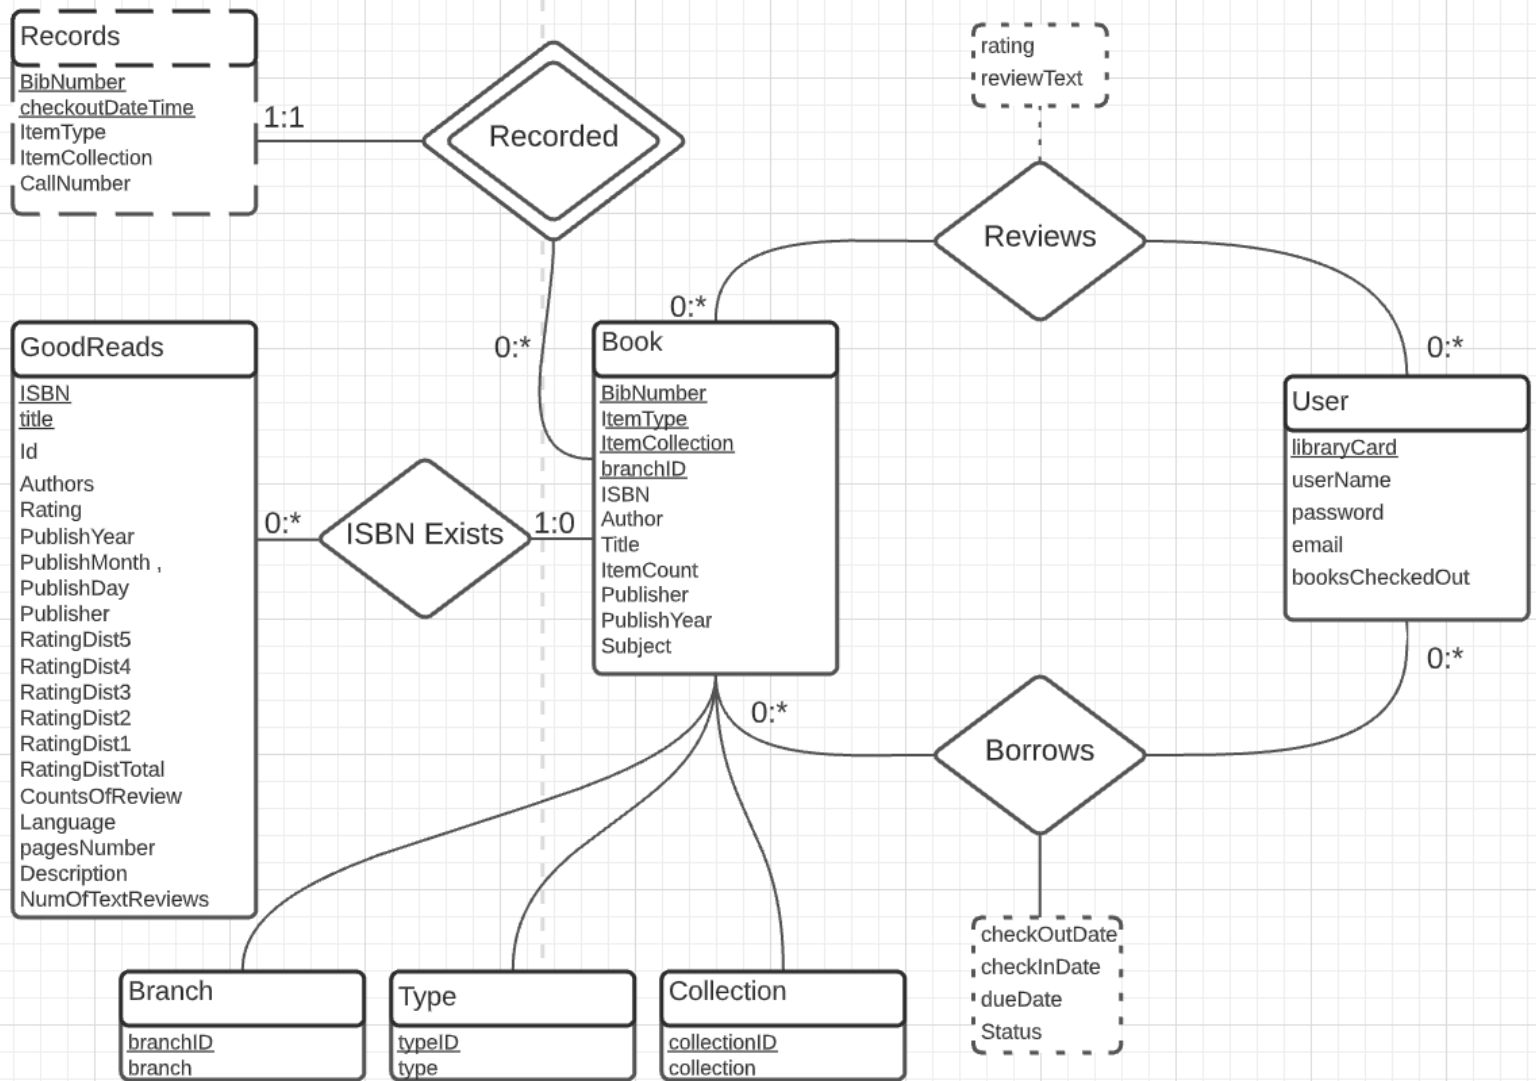 Records
BibNumber
checkoutDateTime
ItemType
ItemCollection
CallNumber
1:1
Recorded
rating
reviewText
Reviews
0:*
0:*
0:*
GoodReads
ISBN
title
Id
Authors
Rating
PublishYear
PublishMonth ,
PublishDay
Publisher
RatingDist5
RatingDist4
RatingDist3
RatingDist2
RatingDist1
RatingDistTotal
CountsOfReview
Language
pagesNumber
Description
NumOfTextReviews
0:*
ISBN Exists
1:0
Book
BibNumber
ItemType
ItemCollection
branchID
ISBN
Author
Title
ItemCount
Publisher
PublishYear
Subject
User
libraryCard
userName
password
email
booksCheckedOut
0:*
0:*
Borrows
checkOutDate
checkInDate
dueDate
Status
Branch
branchID
branch
Type
typeID
type
Collection
collectionID
collection